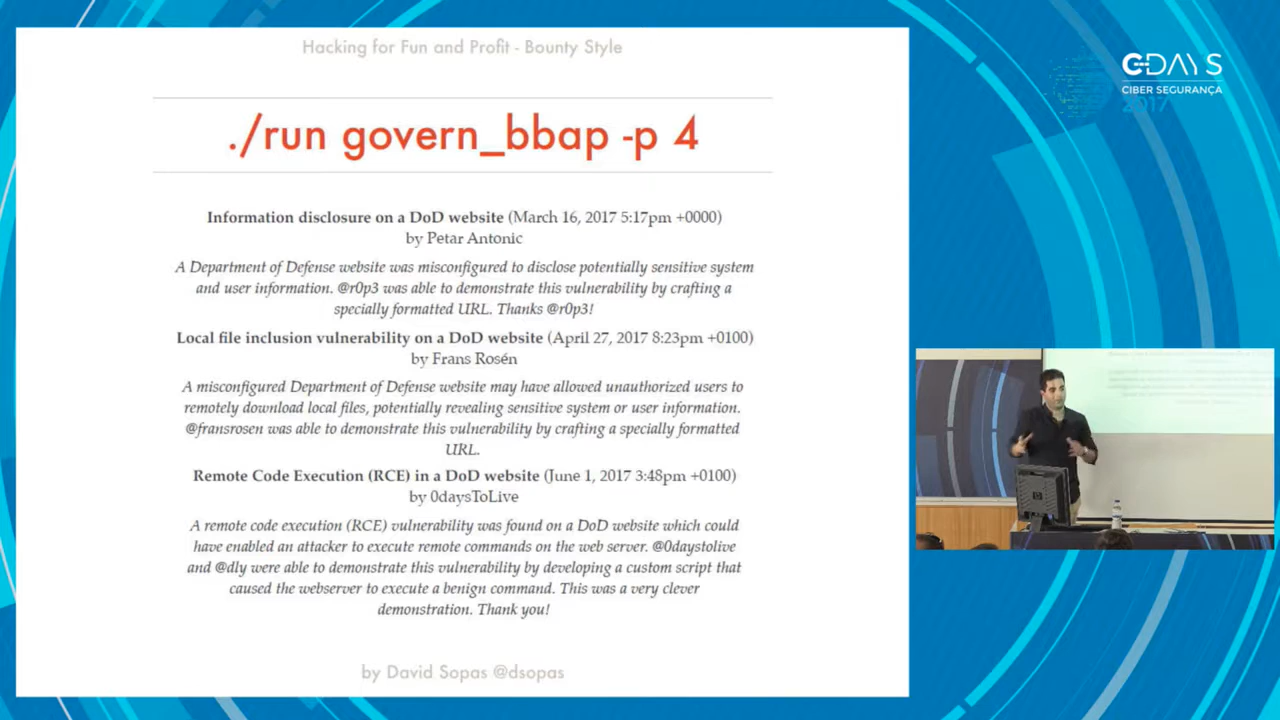 Hacking for Fun and Profit - Bounty Style
./run govern_bbap -p 4
Information disclosure on a DoD website (March 16, 2017 5:17pm +0000)
by Petar Antonic
A Department of Defense website was misconfigured to disclose potentially sensitive system
and user information. @r0p3 was able to demonstrate this vulnerability by crafting a
specially formatted URL. Thanks @r0p3!
Local file inclusion vulnerability on a DoD website (April 27, 2017 8:23pm +0100)
by Frans Rosén
A misconfigured Department of Defense website may have allowed unauthorized users to
remotely download local files, potentially revealing sensitive system or user information.
@fransrosen was able to demonstrate this vulnerability by crafting a specially formatted
URL.
Remote Code Execution (RCE) in a DoD website (June 1, 2017 3:48pm +0100)
by 0daysToLive
A remote code execution (RCE) vulnerability was found on a DoD website which could
have enabled an attacker to execute remote commands on the web server. @0daystolive
and @dly were able to demonstrate this vulnerability by developing a custom script that
caused the webserver to execute a benign command. This was a very clever
demonstration. Thank you!
by David Sopas @dsopas
C-DAYS
CIBER SEGURANÇA
2017